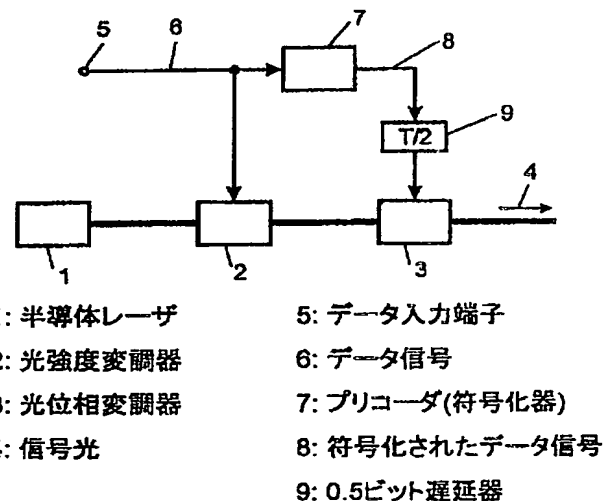 5
6
7
8
9
T/2
4
1
2
3
: 半導体レーザ
2: 光強度変調器
3: 光位相変調器
: 信号光
5: データ入力端子
6: データ信号
7: プリコーダ(符号化器)
8: 符号化されたデータ信号
9: 0.5ビット遅延器